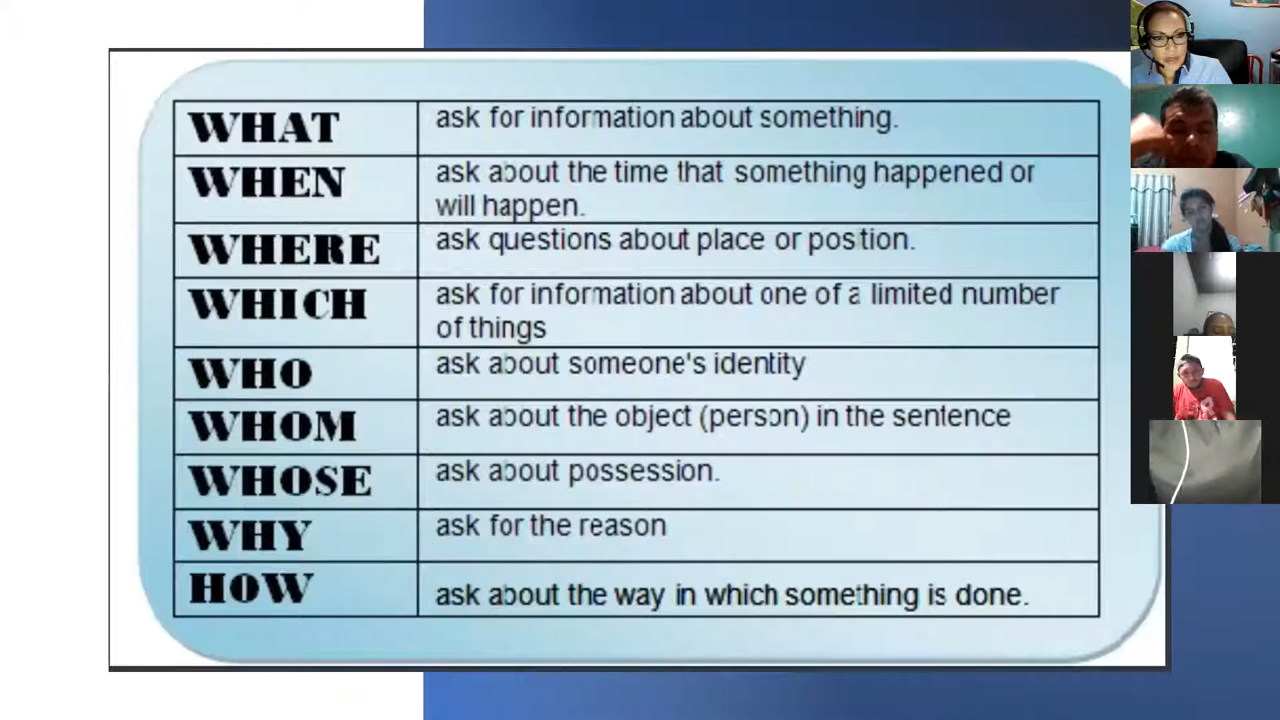 WHAT
ask for information about something.
WHEN
ask about the time that something happened or
will happen.
WHERE
ask questions about place or position.
WHICH
ask for information about one of a limited number
of things
WHO
ask about someone's identity
WHOM
ask about the object (person) in the sentence
WHOSE
ask about possession.
WHY
ask for the reason
HOW
ask about the way in which something is done.